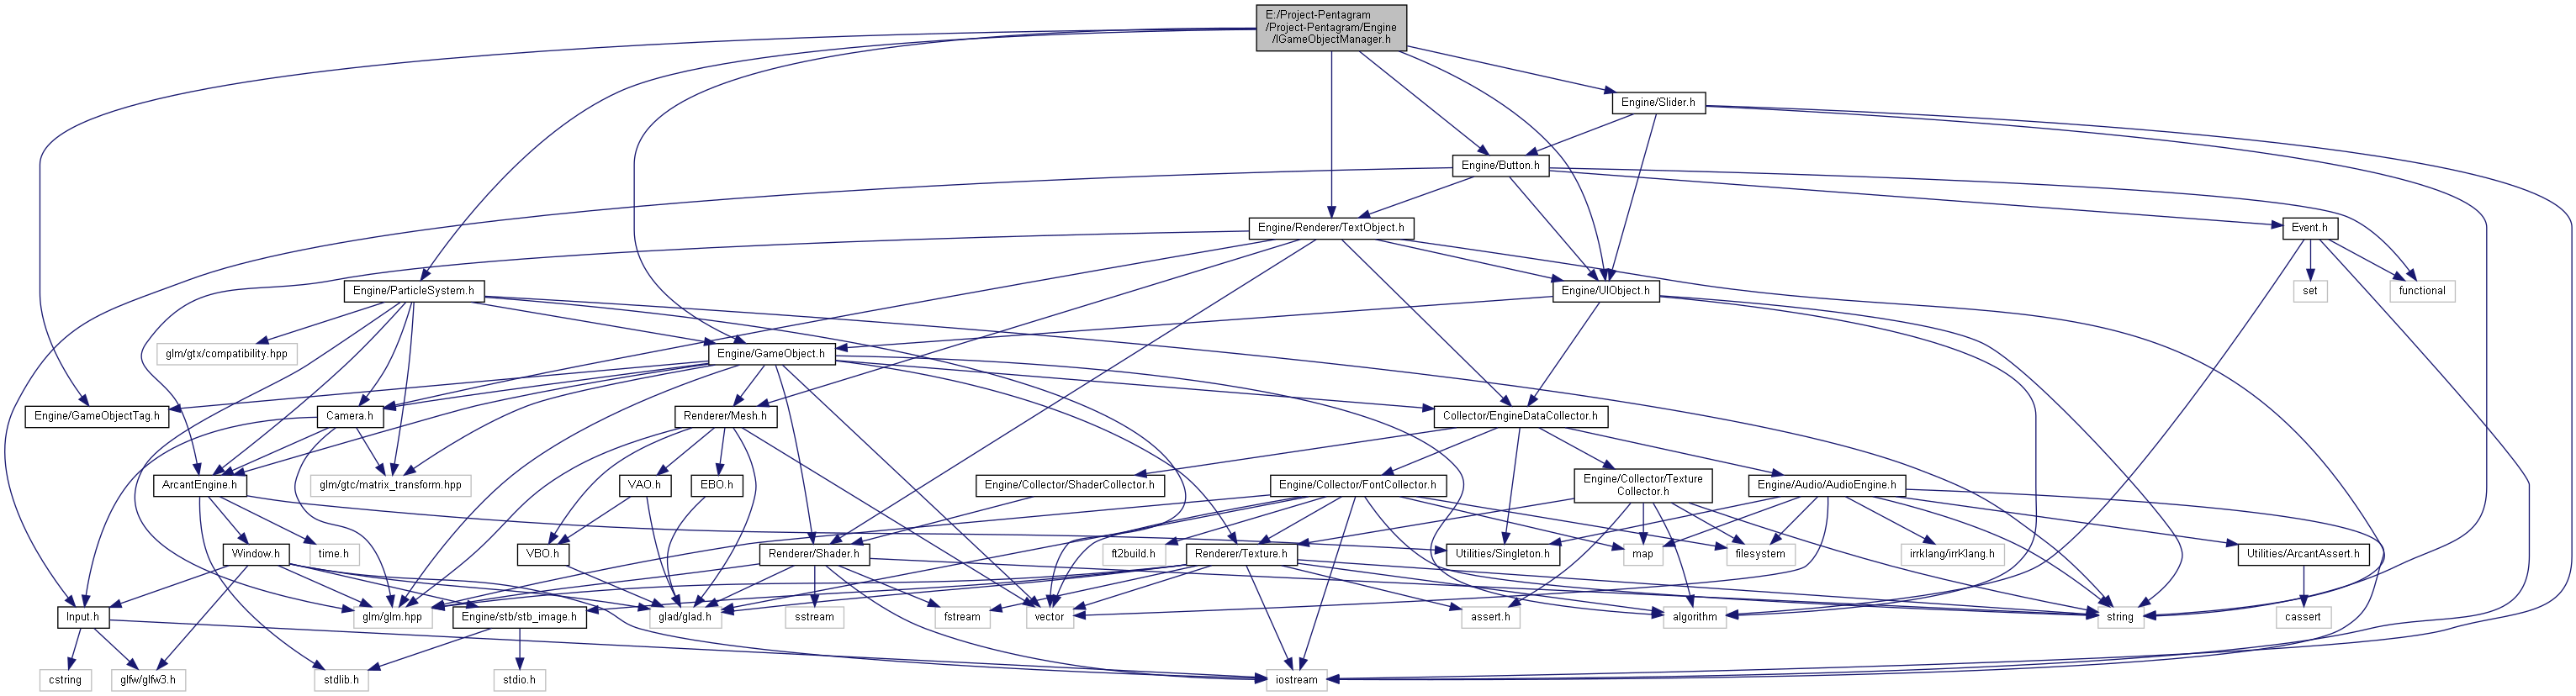 E:/Project-Pentagram
/Project-Pentagram/Engine
/IGameObjectManager.h
Engine/Slider.h
Engine/Button.h
Engine/Renderer/TextObject.h
Event.h
Engine/ParticleSystem.h
Engine/UIObject.h
set
functional
glm/gtx/compatibility.hpp
Engine/GameObject.h
Engine/GameObjectTag.h
Camera.h
Renderer/Mesh.h
Collector/EngineDataCollector.h
ArcantEngine.h
glm/gtc/matrix_transform.hpp
VAO.h
EBO.h
Engine/Collector/ShaderCollector.h
Engine/Collector/FontCollector.h
Engine/Collector/Texture
Collector.h
Engine/Audio/AudioEngine.h
Window.h
time.h
VBO.h
Renderer/Shader.h
ft2build.h
Renderer/Texture.h
Utilities/Singleton.h
map
filesystem
irrklang/irrKlang.h
Utilities/ArcantAssert.h
Input.h
glm/glm.hpp
Engine/stb/stb_image.h
glad/glad.h
sstream
fstream
vector
assert.h
algorithm
string
cassert
cstring
glfw/glfw3.h
stdlib.h
stdio.h
iostream